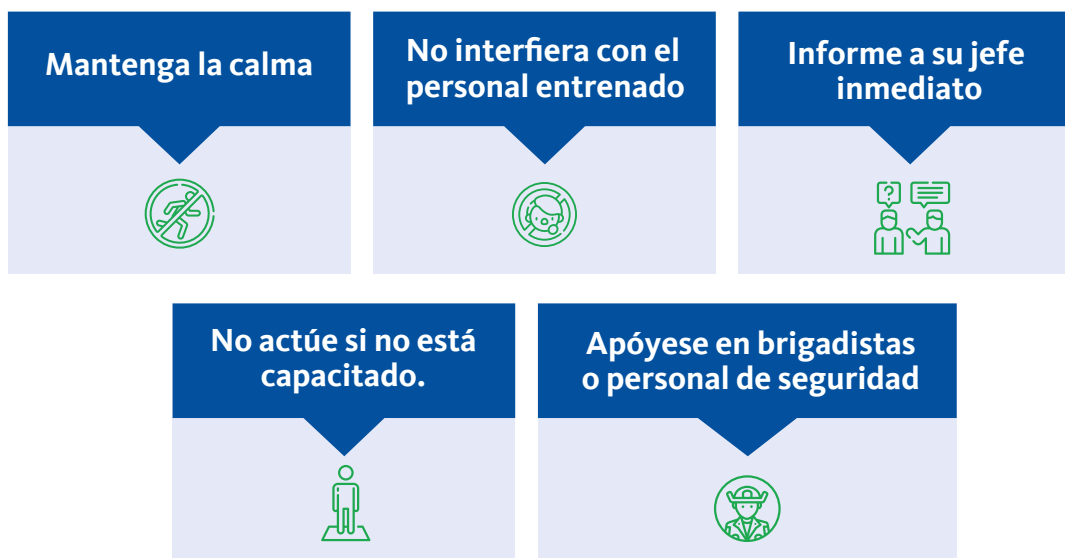 Mantenga la calma
No interfiera con el
personal entrenado
Informe a su jefe
inmediato
?
No actúe si no está
capacitado.
Apóyese en brigadistas
o personal de seguridad